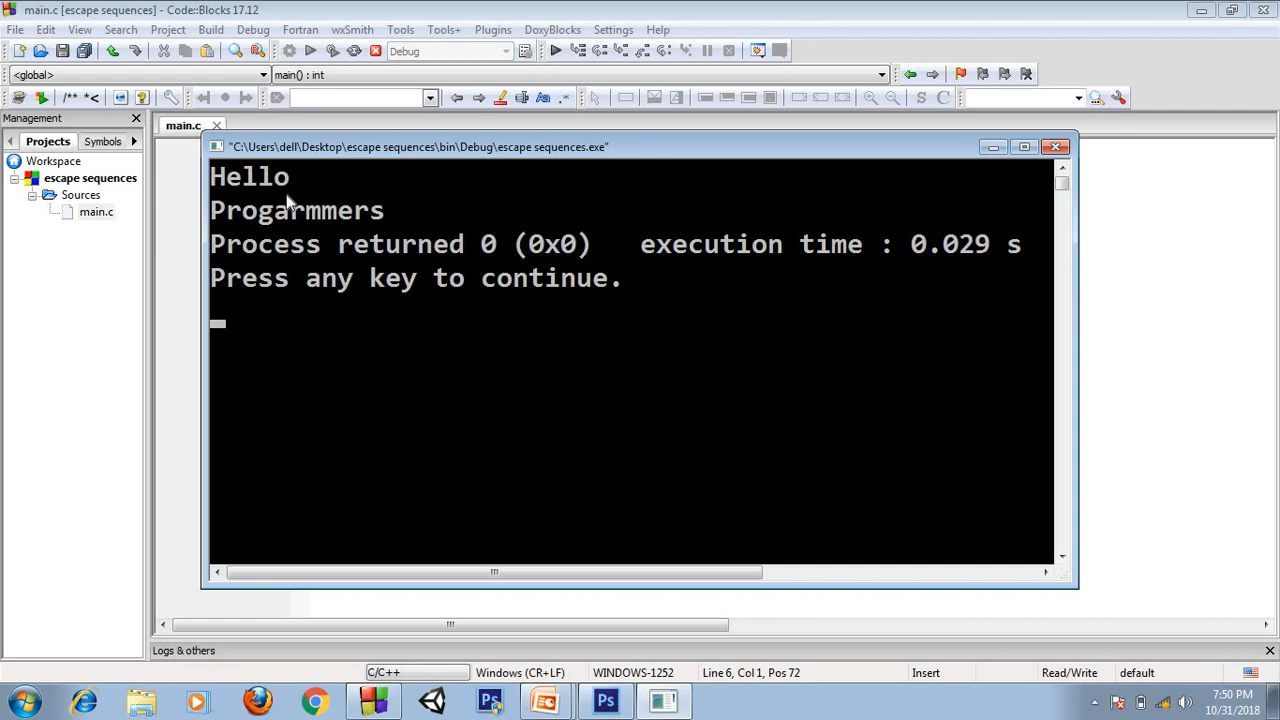 main.c [escape sequences] - Code::Blocks 17.12
File Edit View Search Project Build Debug Fortran wxSmith Tools Tools+ Plugins DoxyBlocks Settings Help
Debug
<global> main() : int
/** *< S C
Management
main.c
Projects Symbols
"C:\Users\dell\Desktop\escape sequences\bin\Debug\escape sequences.exe"
Workspace
escape sequences
Sources
main.c
Hello
Progarmmers
Process returned 0 (0x0) execution time : 0.029 s
Press any key to continue.
Logs & others
C/C++ Windows (CR+LF) WINDOWS-1252 Line 6, Col 1, Pos 72 Insert Read/Write default
Ps Ps
7:50 PM
10/31/2018